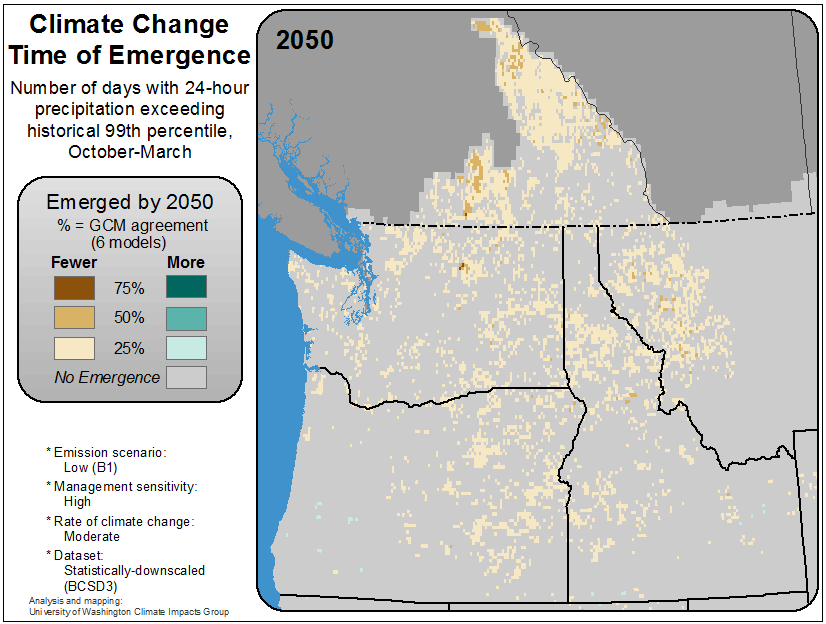 Climate Change
Time of Emergence
Number of days with 24-hour
precipitation exceeding
historical 99th percentile,
October-March
2050
Emerged by 2050
% = GCM agreement
(6 models)
Fewer More
75%
50%
25%
No Emergence
* Emission scenario:
Low (B1)
* Management sensitivity:
High
* Rate of climate change:
Moderate
* Dataset:
Statistically-downscaled
(BCSD3)
Analysis and mapping:
University of Washington Climate Impacts Group